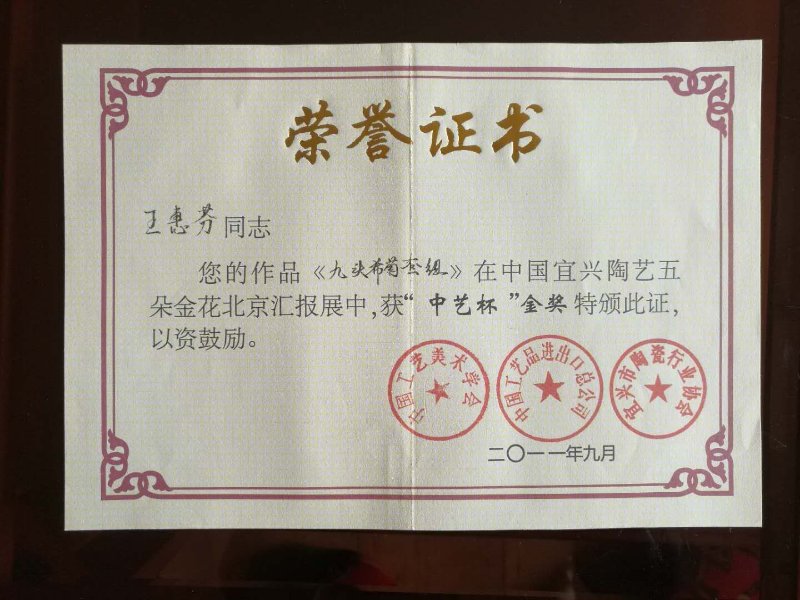 荣誉证书
王惠芬同志
您的作品《九头布菊套组》在中国宜兴陶艺五
朵金花北京汇报展中,获“中艺杯”金奖特颁此证,
以资鼓励。
中国工艺美术学会
中国工艺品进出口总公司
宜兴市陶瓷行业协会
二〇一一年九月